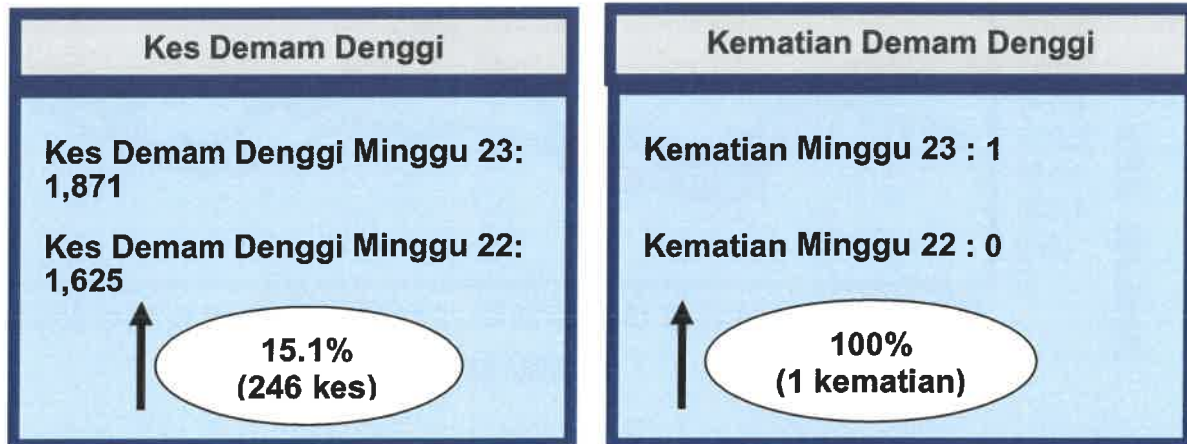 Kes Demam Denggi
Kes Demam Denggi Minggu 23:
1,871
Kes Demam Denggi Minggu 22:
1,625
15.1%
(246 kes)
Kematian Demam Denggi
Kematian Minggu 23 : 1
Kematian Minggu 22 : 0
100%
(1 kematian)